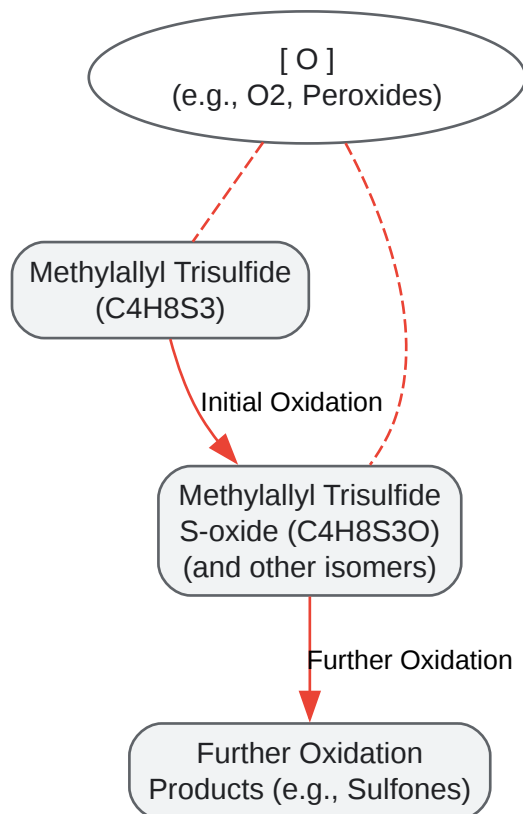 [ O ]
(e.g., O2, Peroxides)
Methylallyl Trisulfide
(C4H8S3)
Initial Oxidation
Methylallyl Trisulfide
S-oxide (C4H8S3O)
(and other isomers)
Further Oxidation
Further Oxidation
Products (e.g., Sulfones)